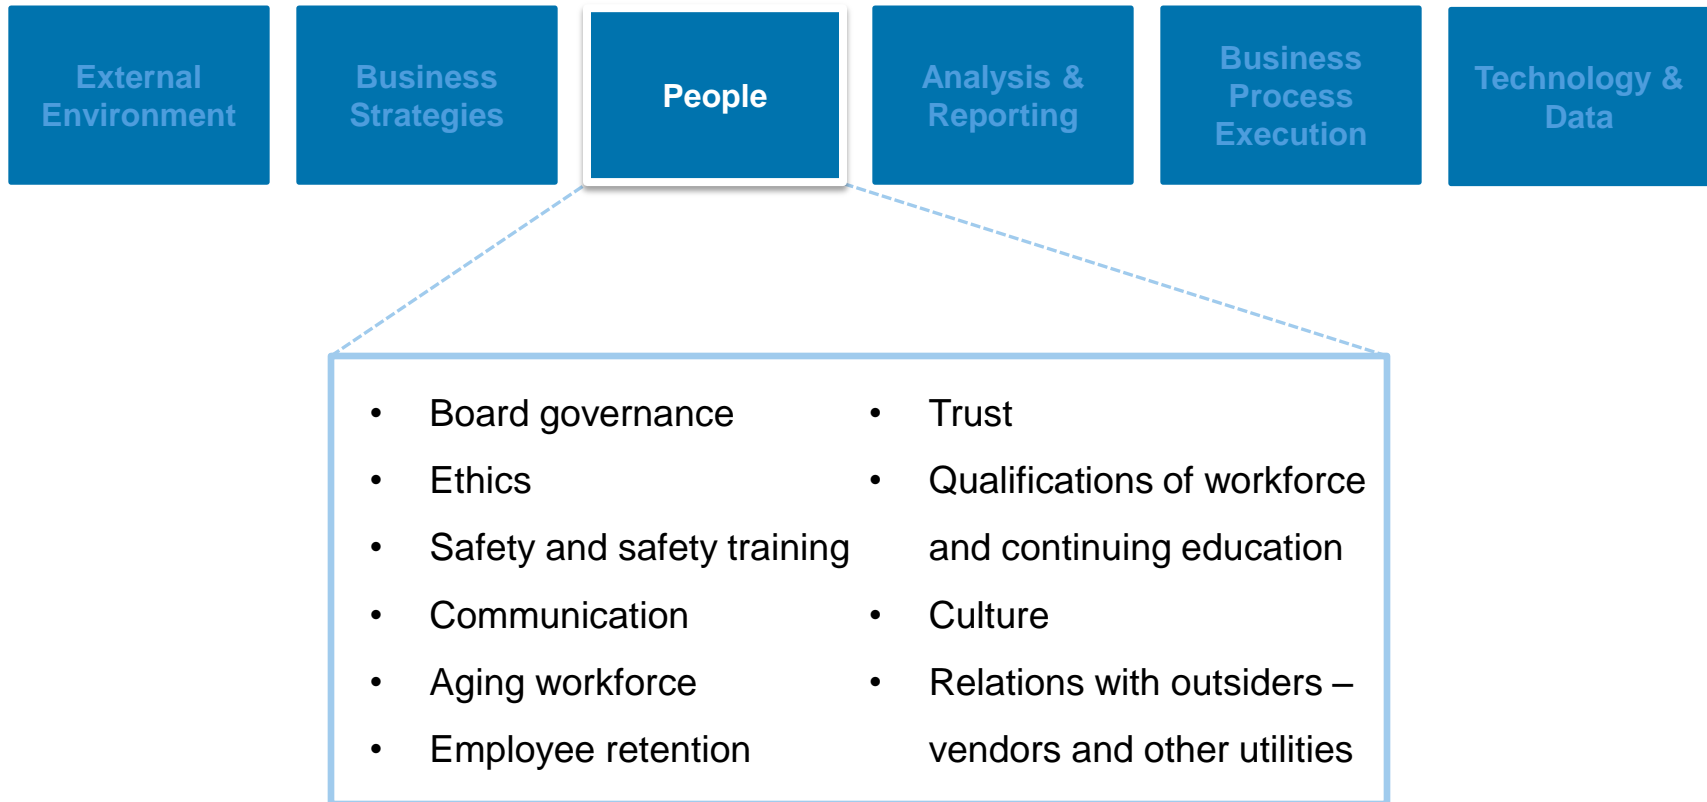 External
Environment
Business
Strategies
People
Analysis &
Reporting
Business
Process
Execution
Technology &
Data
• Board governance
• Ethics
• Safety and safety training
• Communication
• Aging workforce
• Employee retention
• Trust
• Qualifications of workforce
and continuing education
• Culture
• Relations with outsiders –
vendors and other utilities